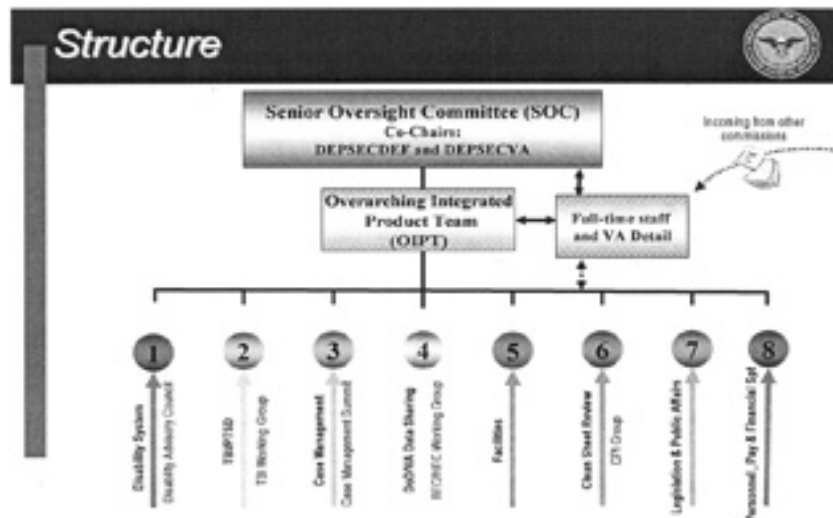 Structure
Senior Oversight Committee (SOC)
Co-Chairs:
DEPSECDEF and DEPSECVA
Incoming from other
commissions
Overarching Integrated
Product Team
(OIPT)
Full-time staff
and VA Detail
1
2
3
4
5
6
7
8
Disability System
Disability Advisory Council
TBI/PTSD
TBI Working Group
Case Management
Case Management Summit
DoD/VA Data Sharing
Working Group
Facilities
Clean Sheet Review
CPI Group
Legislation & Public Affairs
Personnel, Pay & Financial Spt